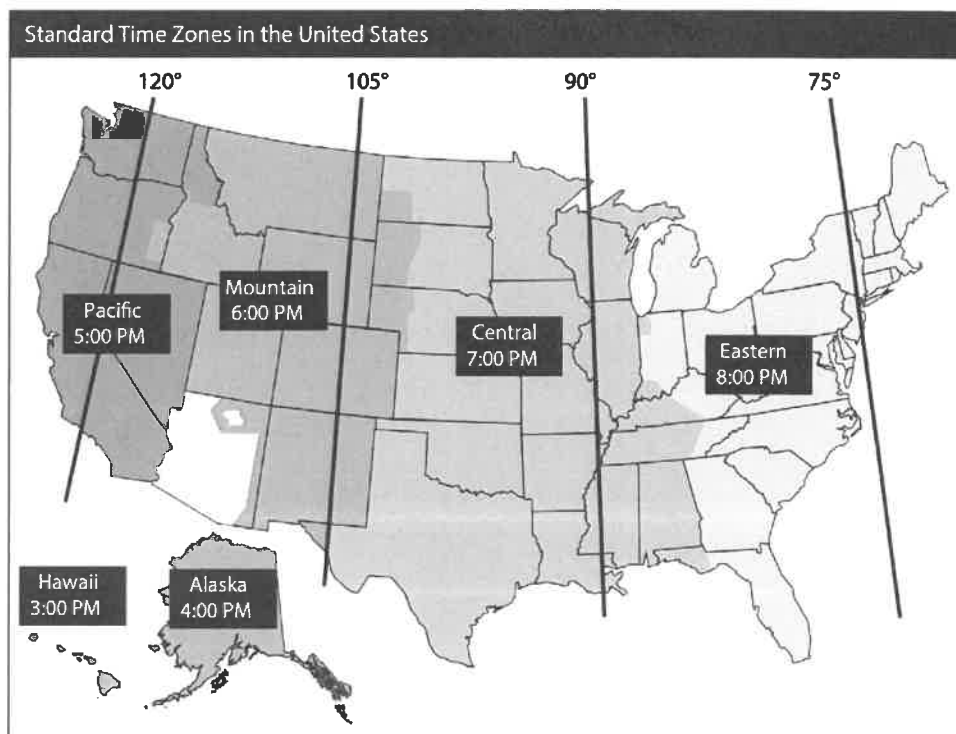 Standard Time Zones in the United States
120° 105° 90° 75°
Pacific
5:00 PM
Mountain
6:00 PM
Central
7:00 PM
Eastern
8:00 PM
Hawaii
3:00 PM
Alaska
4:00 PM